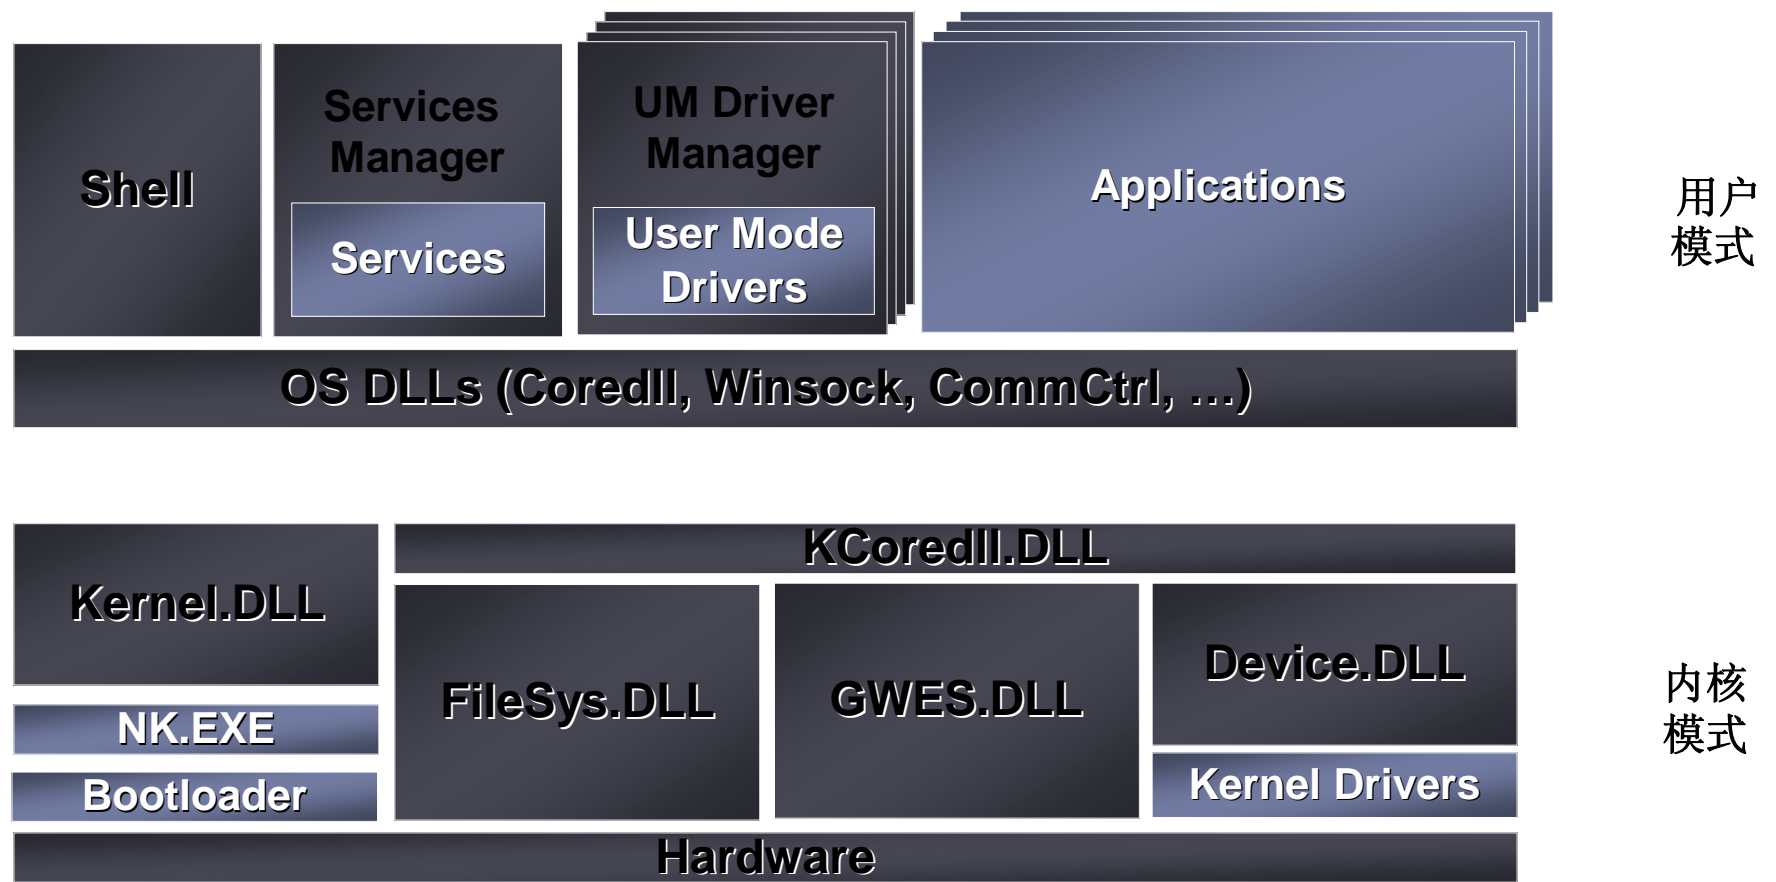 Shell
Services
Manager
Services
UM Driver
Manager
User Mode
Drivers
Applications
用户
模式
OS DLLs (Coredll, Winsock, CommCtrl, …)
Kernel.DLL
NK.EXE
Bootloader
KCoredll.DLL
FileSys.DLL
GWES.DLL
Device.DLL
Kernel Drivers
内核
模式
Hardware